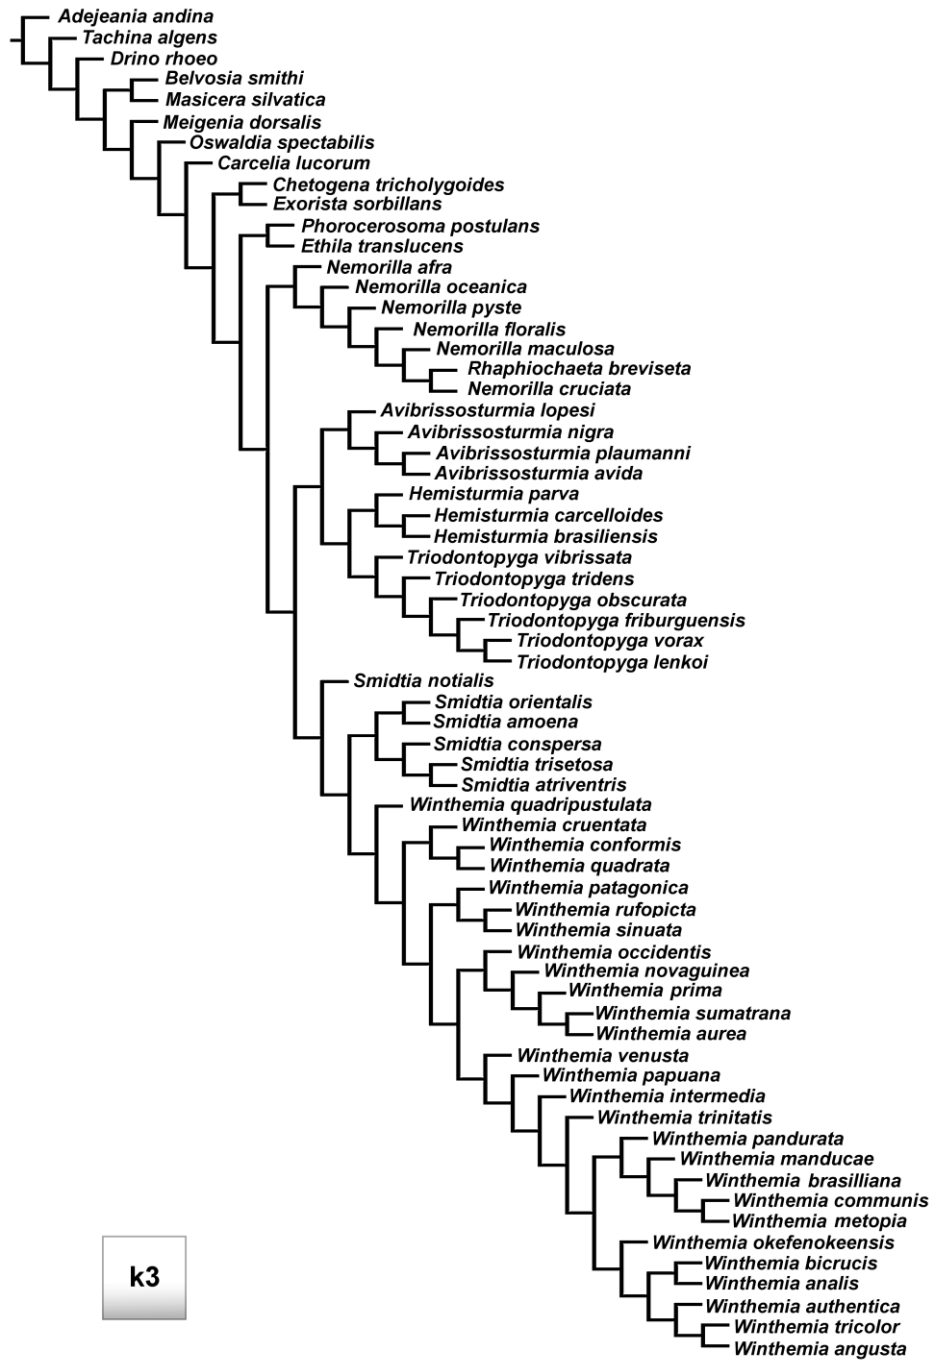 Adejeania andina
Tachina algens
Drino rhoeo
Belvosia smithi
Masicera silvatica
Meigenia dorsalis
Oswaldia spectabilis
Carcelia lucorum
Chetogena tricholygoides
Exorista sorbillans
Phorocerosoma postulans
Ethila translucens
Nemorilla afra
Nemorilla oceanica
Nemorilla pyste
Nemorilla floralis
Nemorilla maculosa
Rhaphiochaeta breviseta
Nemorilla cruciata
Avibrissosturmia lopesi
Avibrissosturmia nigra
Avibrissosturmia plaumanni
Avibrissosturmia avida
Hemisturmia parva
Hemisturmia carcelloides
Hemisturmia brasiliensis
Triodontopyga vibrissata
Triodontopyga tridens
Triodontopyga obscurata
Triodontopyga friburguensis
Triodontopyga vorax
Triodontopyga lenkoi
Smidtia notialis
Smidtia orientalis
Smidtia amoena
Smidtia conspersa
Smidtia trisetosa
Smidtia atriventris
Winthemia quadripustulata
Winthemia cruentata
Winthemia conformis
Winthemia quadrata
Winthemia patagonica
Winthemia rufopicta
Winthemia sinuata
Winthemia occidentis
Winthemia novaguinea
Winthemia prima
Winthemia sumatrana
Winthemia aurea
Winthemia venusta
Winthemia papuana
Winthemia intermedia
Winthemia trinitatis
Winthemia pandurata
Winthemia manducae
Winthemia brasilliana
Winthemia communis
Winthemia metopia
Winthemia okefenokeensis
Winthemia bicrucis
Winthemia analis
Winthemia authentica
Winthemia tricolor
Winthemia angusta
k3